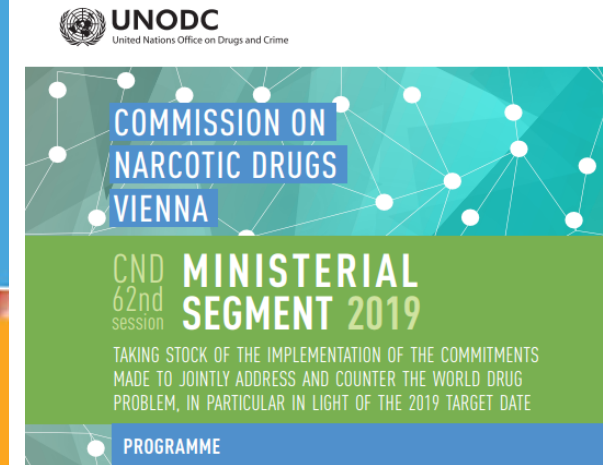 UNODC
United Nations Office on Drugs and Crime
COMMISSION ON
NARCOTIC DRUGS
VIENNA
CND
62nd
session
MINISTERIAL
SEGMENT 2019
TAKING STOCK OF THE IMPLEMENTATION OF THE COMMITMENTS
MADE TO JOINTLY ADDRESS AND COUNTER THE WORLD DRUG
PROBLEM, IN PARTICULAR IN LIGHT OF THE 2019 TARGET DATE
PROGRAMME